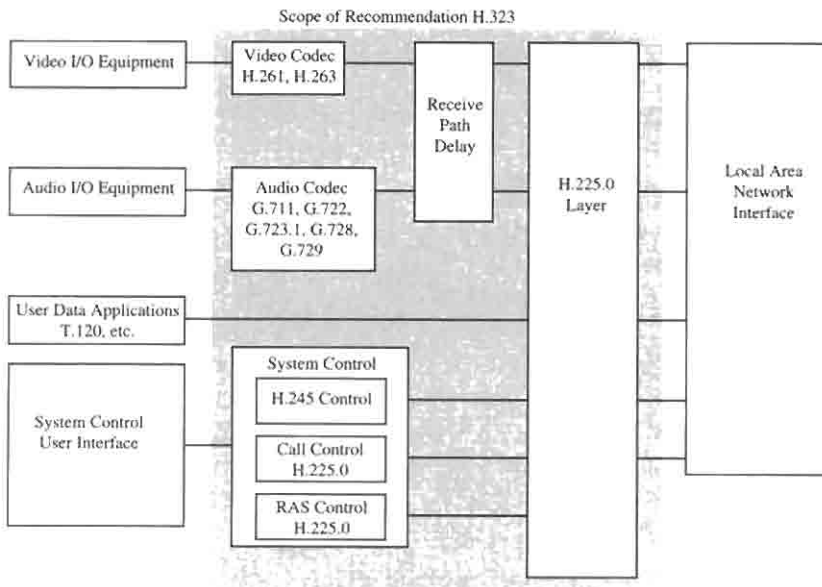 Scope of Recommendation H.323
Video I/O Equipment
Video Codec
H.261, H.263
Receive
Path
Delay
Audio I/O Equipment
Audio Codec
G.711, G.722,
G.723.1, G.728,
G.729
H.225.0
Layer
Local Area
Network
Interface
User Data Applications
T.120, etc.
System Control
User Interface
System Control
H.245 Control
Call Control
H.225.0
RAS Control
H.225.0